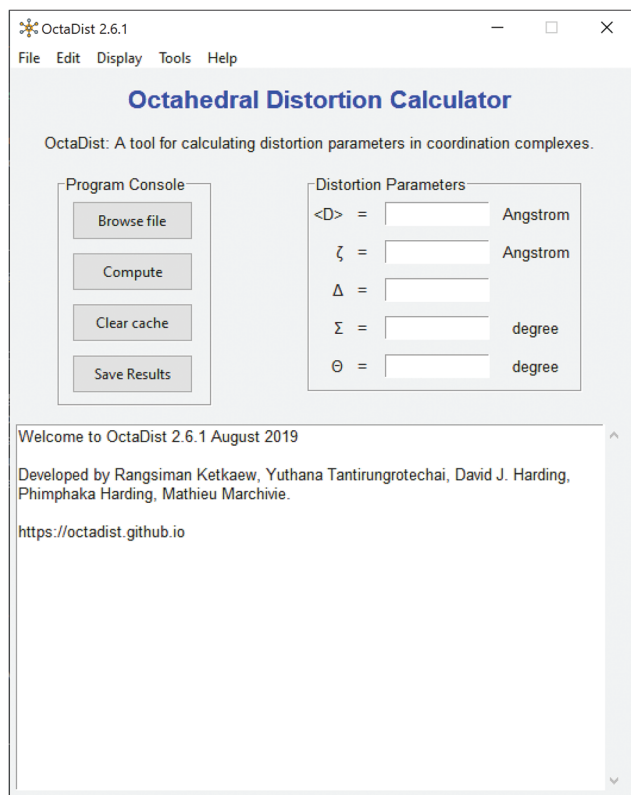 OctaDist 2.6.1
File Edit Display Tools Help
Octahedral Distortion Calculator
OctaDist: A tool for calculating distortion parameters in coordination complexes.
Program Console
Browse file
Compute
Clear cache
Save Results
Distortion Parameters
<D> = Angstrom
ζ = Angstrom
Δ =
Σ = degree
Θ = degree
Welcome to OctaDist 2.6.1 August 2019
Developed by Rangsiman Ketkaew, Yuthana Tantirungrotechai, David J. Harding,
Phimphaka Harding, Mathieu Marchivie.
https://octadist.github.io